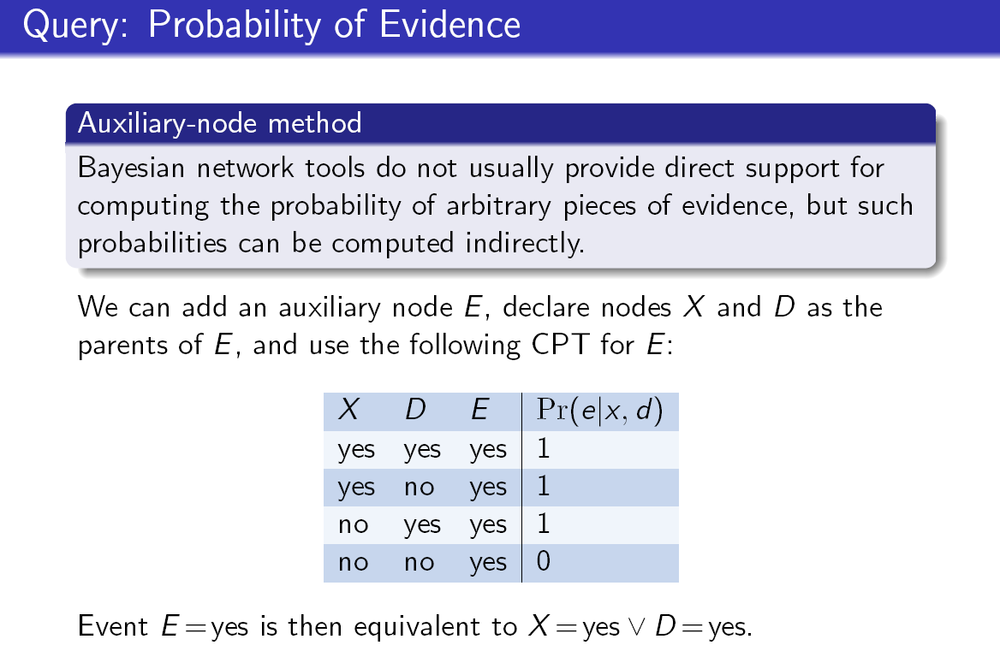 Query: Probability of Evidence
Auxiliary-node method
Bayesian network tools do not usually provide direct support for
computing the probability of arbitrary pieces of evidence, but such
probabilities can be computed indirectly.
We can add an auxiliary node E, declare nodes X and D as the
parents of E, and use the following CPT for E:
X D E Pr(e|x, d)
yes yes yes 1
yes no yes 1
no yes yes 1
no no yes 0
Event E=yes is then equivalent to X=yes ∨ D=yes.